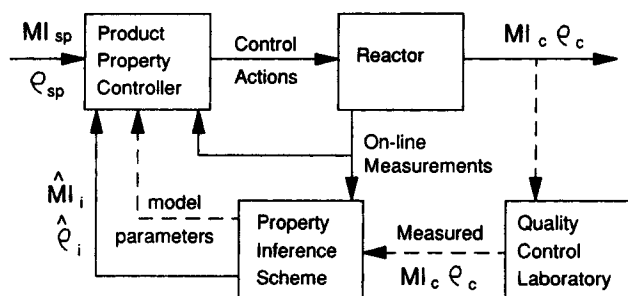 MI sp
ρ sp
Product
Property
Controller
Control
Actions
Reactor
MI c ρ c
On-line
Measurements
M̂I i
ρ̂ i
model
parameters
Property
Inference
Scheme
Measured
MI c ρ c
Quality
Control
Laboratory